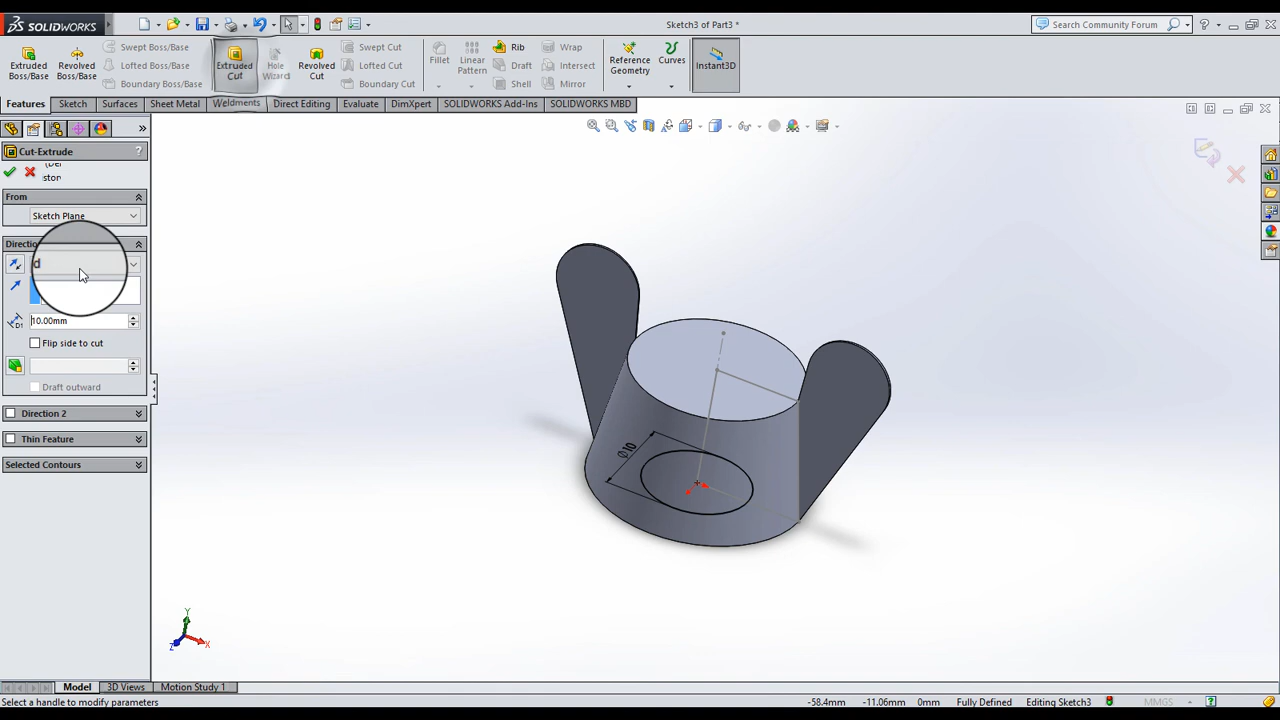 SOLIDWORKS
Sketch3 of Part3 *
Search Community Forum
Extruded Boss/Base
Revolved Boss/Base
Swept Boss/Base
Lofted Boss/Base
Boundary Boss/Base
Extruded Cut
Hole Wizard
Revolved Cut
Swept Cut
Lofted Cut
Boundary Cut
Fillet
Linear Pattern
Rib
Draft
Shell
Wrap
Intersect
Mirror
Reference Geometry
Curves
Instant3D
Features
Sketch
Surfaces
Sheet Metal
Weldments
Direct Editing
Evaluate
DimXpert
SOLIDWORKS Add-Ins
SOLIDWORKS MBD
Cut-Extrude
From
Sketch Plane
Directio
d
D1
10.00mm
Flip side to cut
Draft outward
Direction 2
Thin Feature
Selected Contours
Ø10
Y
Z
X
Model
3D Views
Motion Study 1
Select a handle to modify parameters
-58.4mm
-11.06mm
0mm
Fully Defined
Editing Sketch3
MMGS